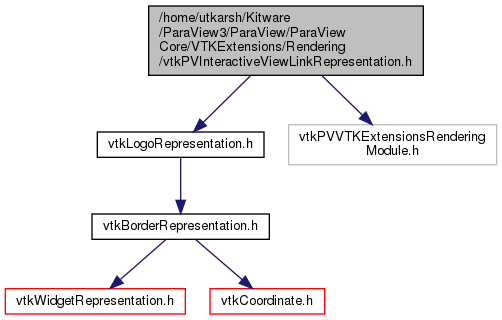 /home/utkarsh/Kitware
/ParaView3/ParaView/ParaView
Core/VTKExtensions/Rendering
/vtkPVInteractiveViewLinkRepresentation.h
vtkLogoRepresentation.h
vtkPVVTKExtensionsRendering
Module.h
vtkBorderRepresentation.h
vtkWidgetRepresentation.h
vtkCoordinate.h